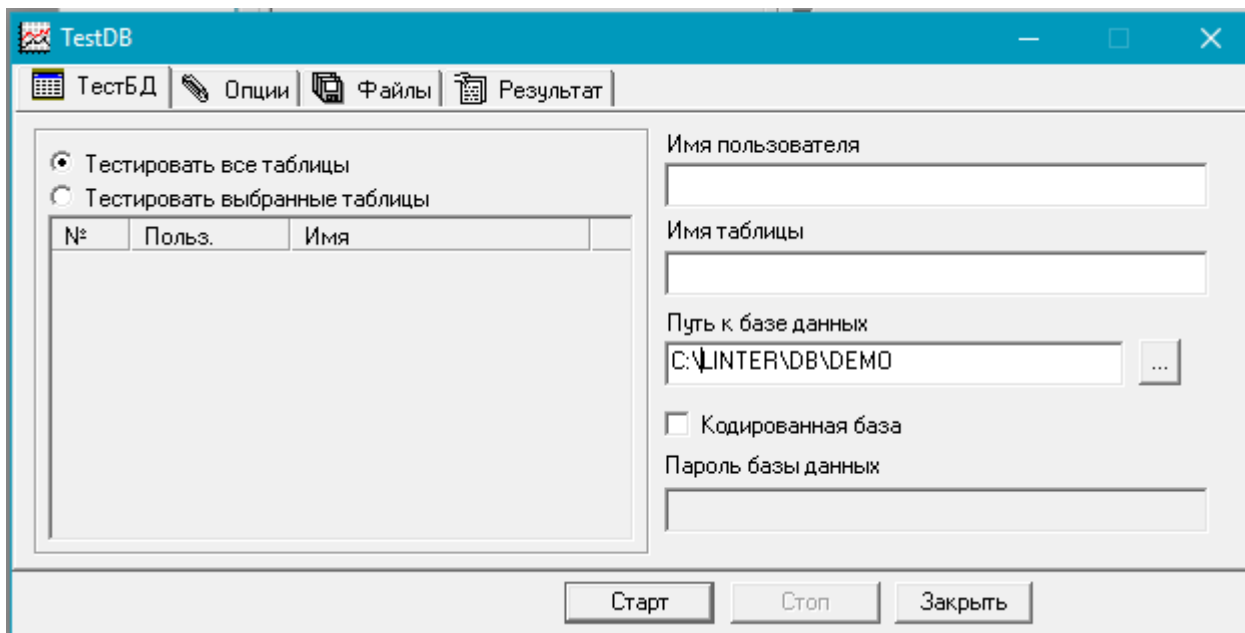 TestDB
ТестБД Опции Файлы Результат
Тестировать все таблицы
Тестировать выбранные таблицы
№ Польз. Имя
Имя пользователя
Имя таблицы
Путь к базе данных
C:\LINTER\DB\DEMO
...
Кодированная база
Пароль базы данных
Старт Стоп Закрыть